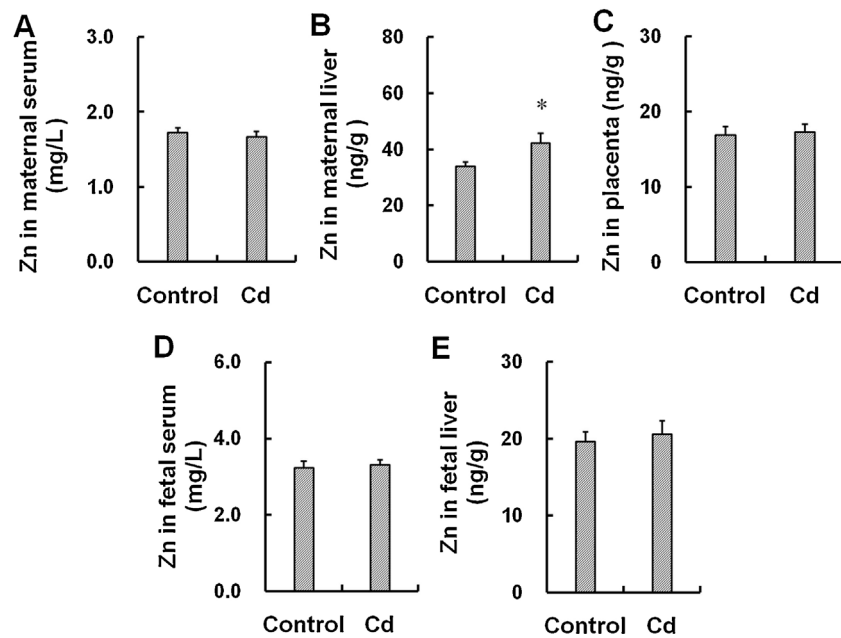 A
Zn in maternal serum
(mg/L)
3.0
2.0
1.0
0.0
Control Cd
B
Zn in maternal liver
(ng/g)
80
60
40
20
0
*
Control Cd
C
Zn in placenta (ng/g )
30
20
10
0
Control Cd
D
Zn in fetal serum
(mg/L)
6.0
4.0
2.0
0.0
Control Cd
E
Zn in fetal liver
(ng/g)
30
20
10
0
Control Cd